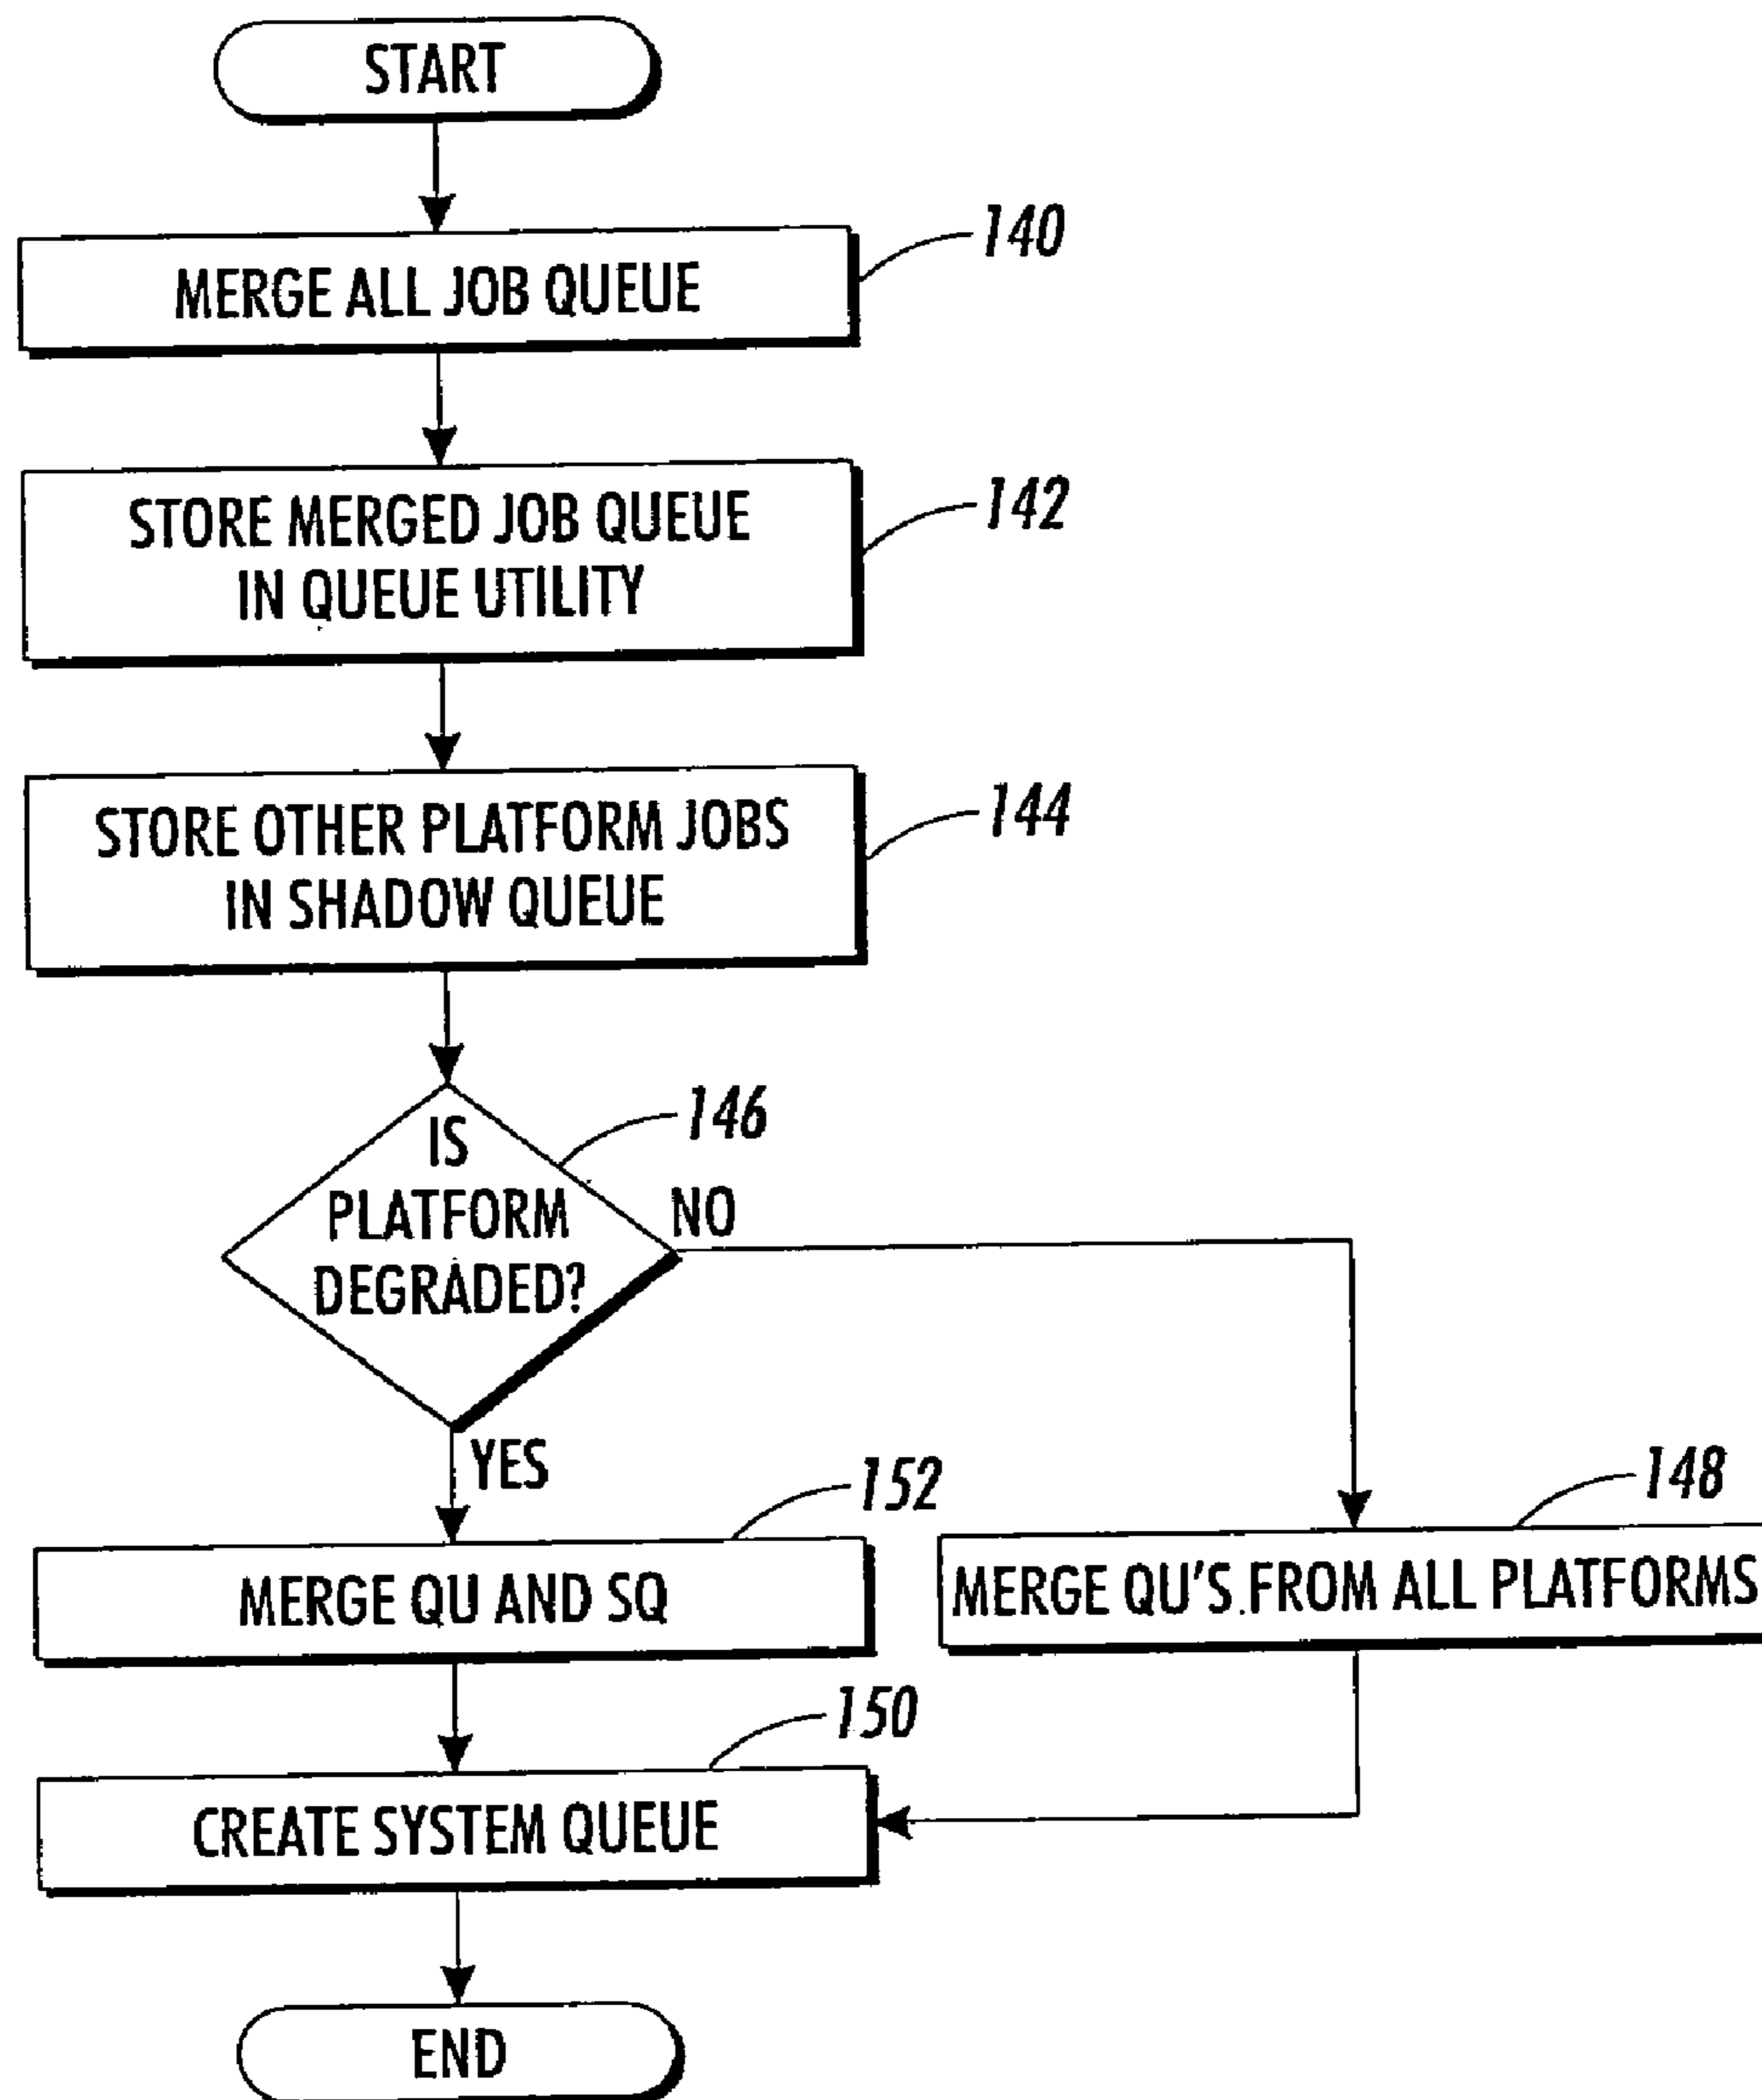 START
140
MERGE ALL JOB QUEUE
142
STORE MERGED JOB QUEUE
IN QUEUE UTILITY
144
STORE OTHER PLATFORM JOBS
IN SHADOW QUEUE
146
IS
PLATFORM
DEGRADED?
NO
YES
152
148
MERGE QU AND SQ
MERGE QU'S FROM ALL PLATFORMS
150
CREATE SYSTEM QUEUE
END